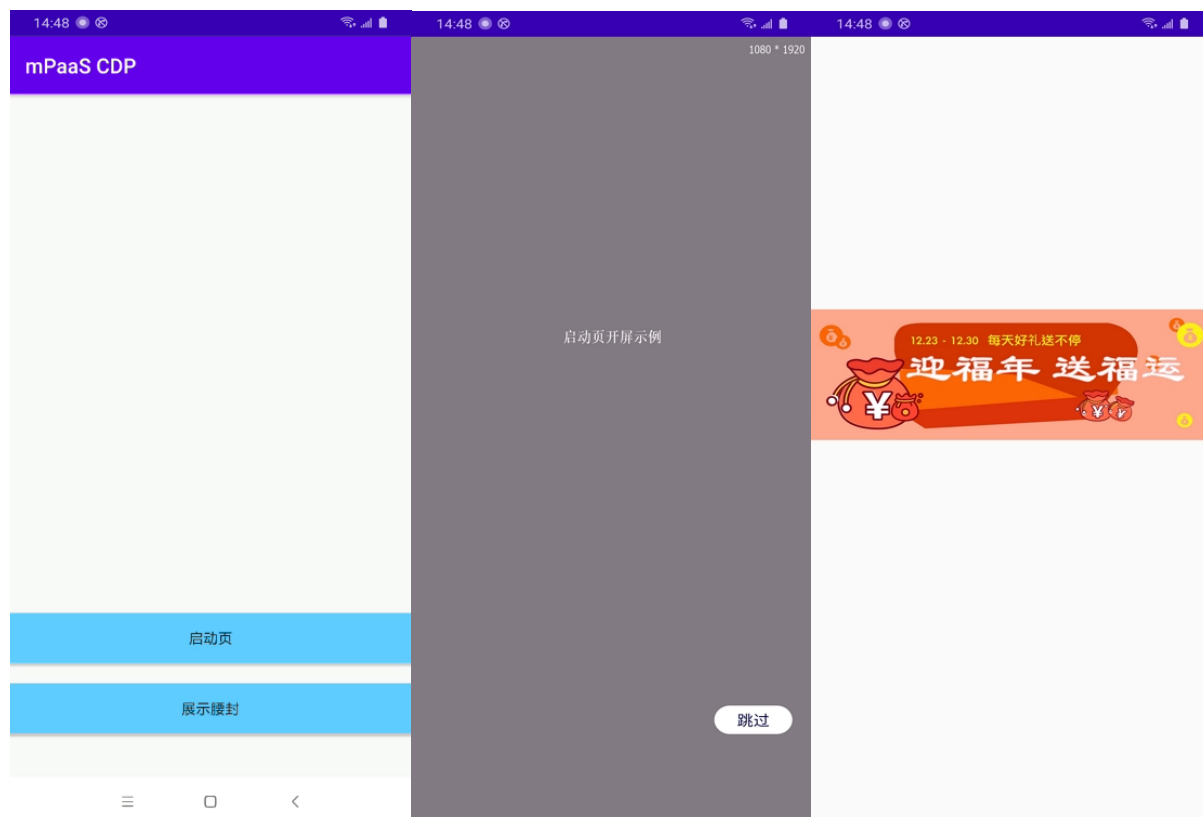 14:48
mPaaS CDP
启动页
展示腰封
14:48
1080 * 1920
启动页开屏示例
跳过
14:48
12.23 - 12.30 每天好礼送不停
迎福年 送福运
¥
¥